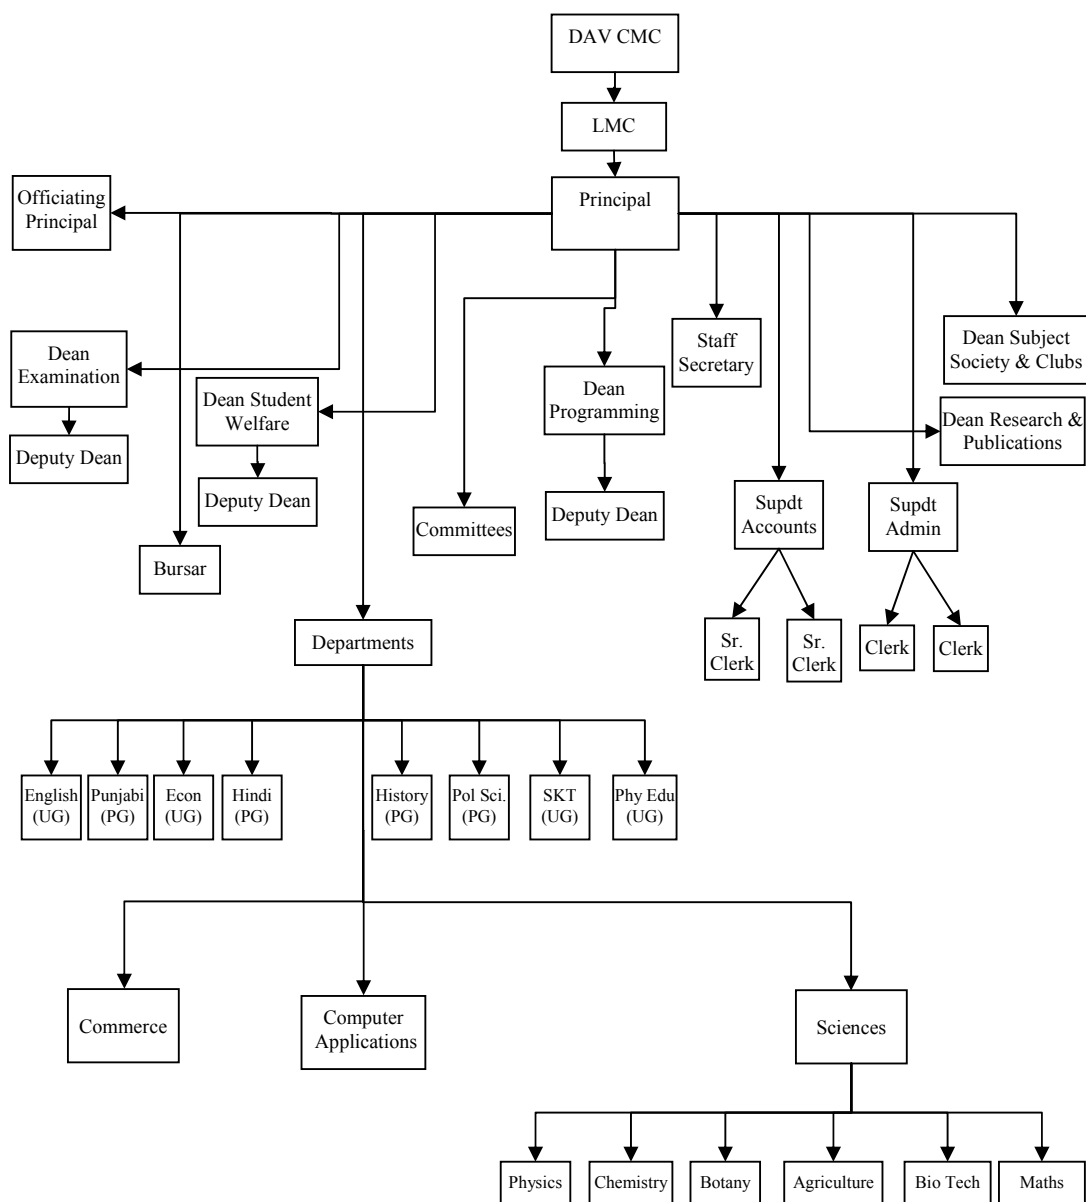 DAV CMC
LMC
Principal
Officiating
Principal
Dean
Examination
Deputy Dean
Dean Student
Welfare
Deputy Dean
Bursar
Committees
Dean
Programming
Deputy Dean
Staff
Secretary
Dean Subject
Society & Clubs
Dean Research &
Publications
Supdt
Accounts
Supdt
Admin
Sr.
Clerk
Sr.
Clerk
Clerk
Clerk
Departments
English
(UG)
Punjabi
(PG)
Econ
(UG)
Hindi
(PG)
History
(PG)
Pol Sci.
(PG)
SKT
(UG)
Phy Edu
(UG)
Commerce
Computer
Applications
Sciences
Physics
Chemistry
Botany
Agriculture
Bio Tech
Maths